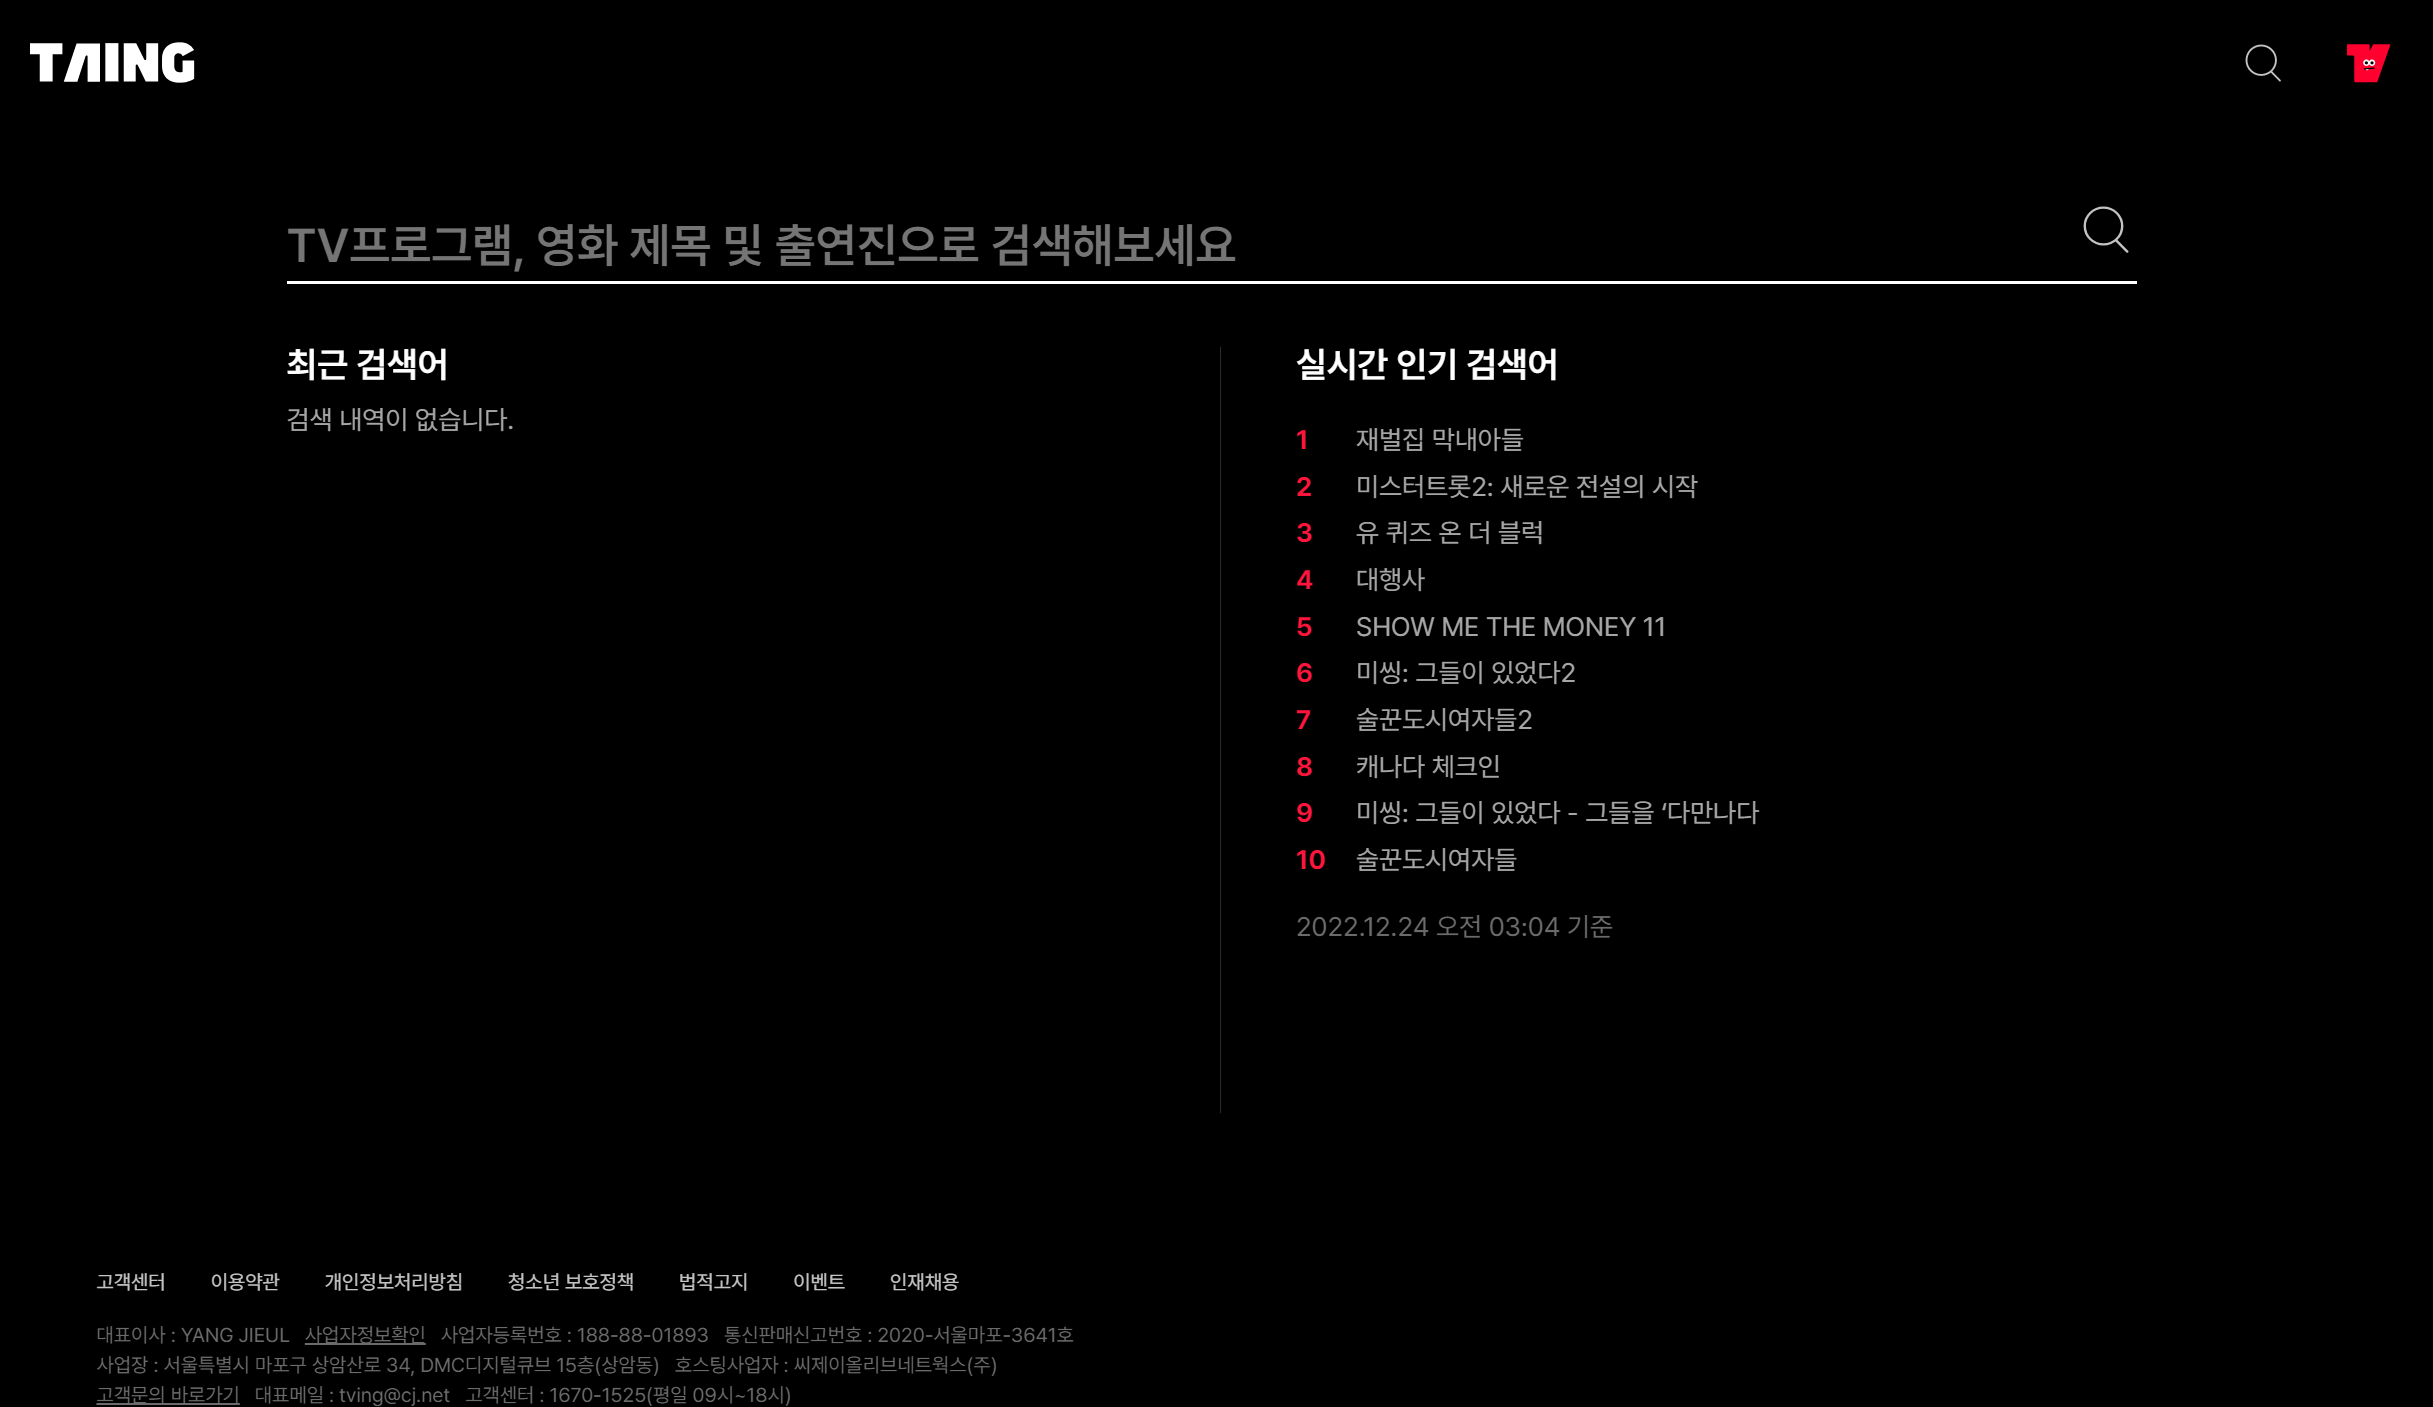 TAING
TV프로그램, 영화 제목 및 출연진으로 검색해보세요
최근 검색어
검색 내역이 없습니다.
실시간 인기 검색어
1 재벌집 막내아들
2 미스터트롯2: 새로운 전설의 시작
3 유 퀴즈 온 더 블럭
4 대행사
5 SHOW ME THE MONEY 11
6 미씽: 그들이 있었다2
7 술꾼도시여자들2
8 캐나다 체크인
9 미씽: 그들이 있었다 - 그들을 ‘다만나다
10 술꾼도시여자들
2022.12.24 오전 03:04 기준
고객센터 이용약관 개인정보처리방침 청소년 보호정책 법적고지 이벤트 인재채용
대표이사 : YANG JIEUL 사업자정보확인 사업자등록번호 : 188-88-01893 통신판매신고번호 : 2020-서울마포-3641호
사업장 : 서울특별시 마포구 상암산로 34, DMC디지털큐브 15층(상암동) 호스팅사업자 : 씨제이올리브네트웍스(주)
고객문의 바로가기 대표메일 : tving@cj.net 고객센터 : 1670-1525(평일 09시~18시)